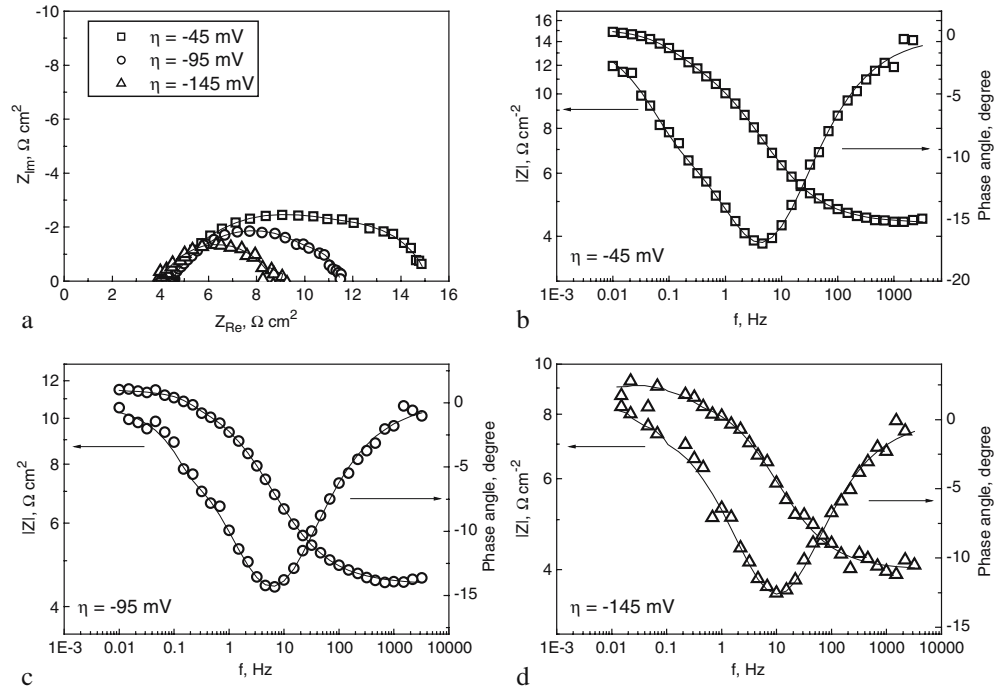 -10
-8
-6
-4
-2
0
Z_Im, Ω cm²
η = -45 mV
η = -95 mV
η = -145 mV
0 2 4 6 8 10 12 14 16
Z_Re, Ω cm²
a
16
14
12
10
8
6
4
|Z|, Ω cm⁻²
0
-5
-10
-15
-20
Phase angle, degree
η = -45 mV
1E-3 0.01 0.1 1 10 100 1000 10000
f, Hz
b
12
10
8
6
4
|Z|, Ω cm²
0
-5
-10
-15
Phase angle, degree
η = -95 mV
1E-3 0.01 0.1 1 10 100 1000 10000
f, Hz
c
10
8
6
4
|Z|, Ω cm⁻²
0
-5
-10
-15
Phase angle, degree
η = -145 mV
1E-3 0.01 0.1 1 10 100 1000 10000
f, Hz
d